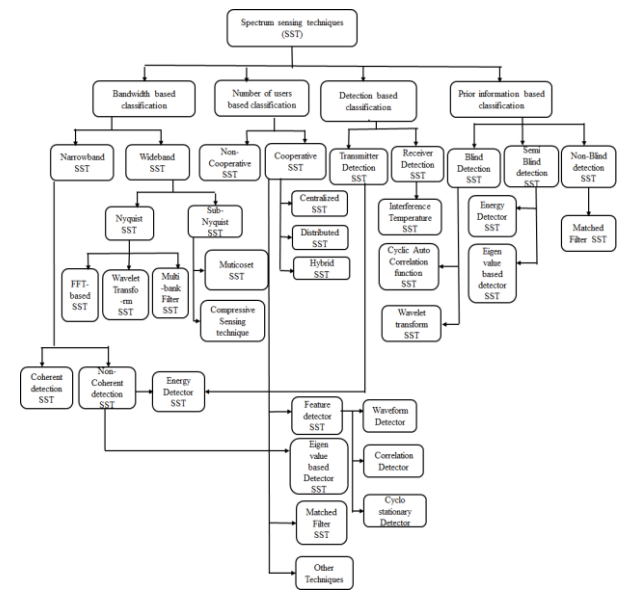 Spectrum sensing techniques
(SST)
Bandwidth based
classification
Number of users
based classification
Detection based
classification
Prior information based
classification
Narrowband
SST
Wideband
SST
Non-
Cooperative
SST
Cooperative
SST
Transmitter
Detection
SST
Receiver
Detection
SST
Blind
Detection
SST
Semi
Blind
detection
SST
Non-Blind
detection
SST
Nyquist
SST
Sub-
Nyquist
SST
Centralized
SST
Distributed
SST
Hybrid
SST
Interference
Temperature
SST
Energy
Detector
SST
Matched
Filter SST
FFT-
based
SST
Wavelet
Transfo
-rm
SST
Multi
-bank
Filter
SST
Muticoset
SST
Compressive
Sensing
technique
Cyclic Auto
Correlation
function
SST
Eigen
value
based
detector
SST
Wavelet
transform
SST
Coherent
detection
SST
Non-
Coherent
detection
SST
Energy
Detector
SST
Feature
detector
SST
Waveform
Detector
Eigen
value
based
Detector
SST
Correlation
Detector
Matched
Filter
SST
Cyclo
stationary
Detector
Other
Techniques